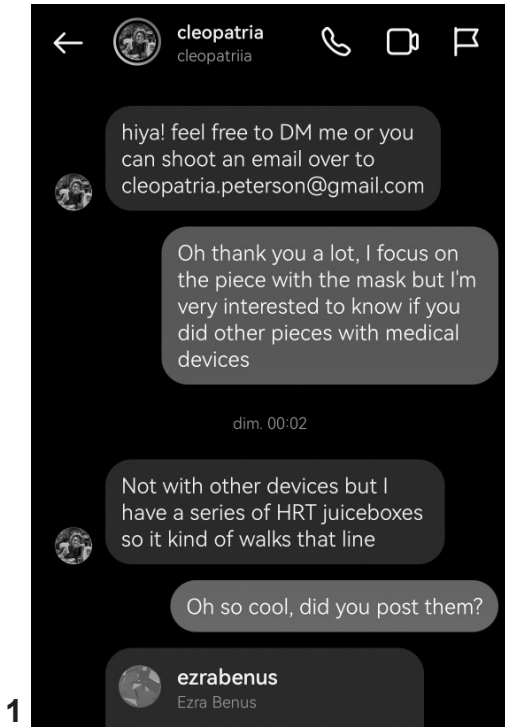 cleopatria
cleopatriia
hiya! feel free to DM me or you
can shoot an email over to
cleopatria.peterson@gmail.com
Oh thank you a lot, I focus on
the piece with the mask but I'm
very interested to know if you
did other pieces with medical
devices
dim. 00:02
Not with other devices but I
have a series of HRT juiceboxes
so it kind of walks that line
Oh so cool, did you post them?
ezrabenus
Ezra Benus
1